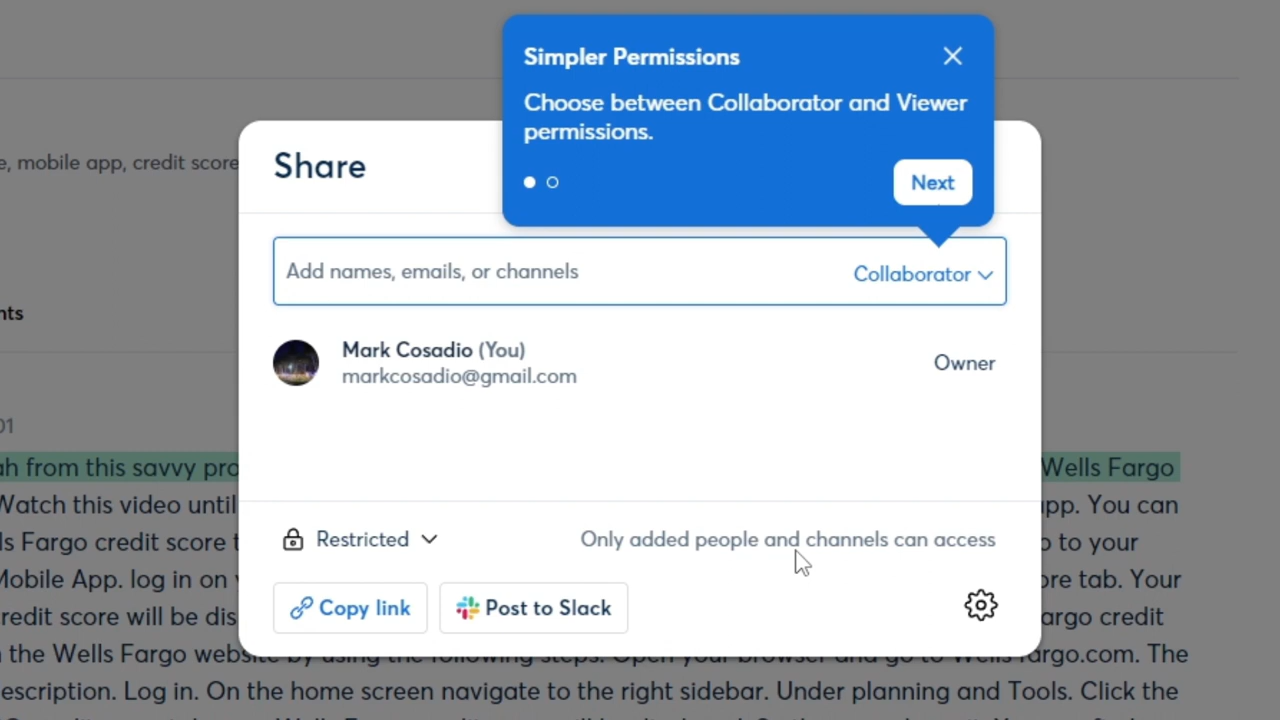 Simpler Permissions
Choose between Collaborator and Viewer
permissions.
Next
e, mobile app, credit score
Share
Add names, emails, or channels
Collaborator
nts
Mark Cosadio (You)
markcosadio@gmail.com
Owner
01
ah from this savvy pro
Wells Fargo
Watch this video until
app. You can
ls Fargo credit score t
o to your
Restricted
Only added people and channels can access
Mobile App. log in on
ore tab. Your
Copy link
Post to Slack
redit score will be dis
argo credit
the Wells Fargo website by using the following steps. Open your browser and go to Wells fargo.com. The
escription. Log in. On the home screen navigate to the right sidebar. Under planning and Tools. Click the